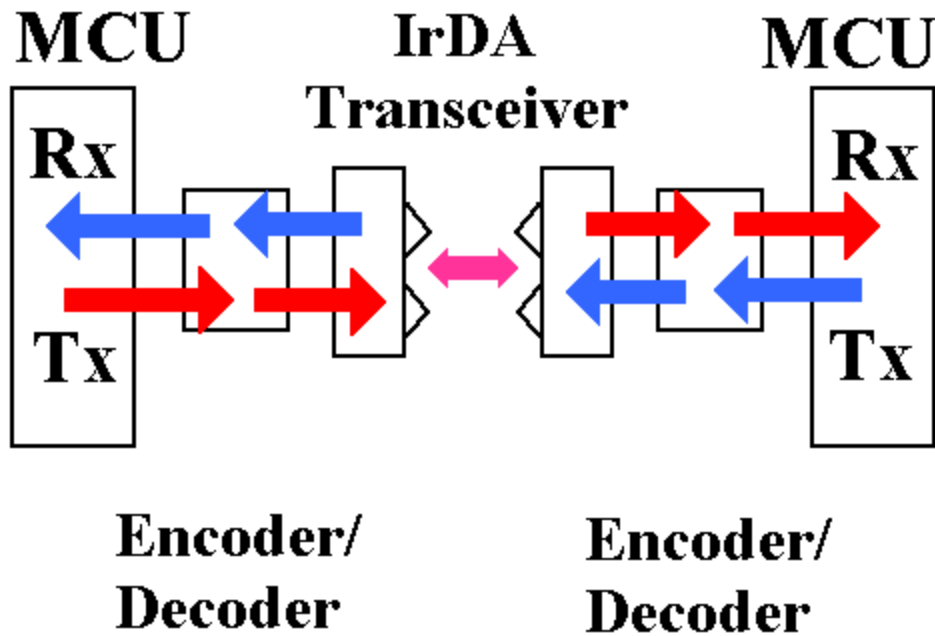 MCU
IrDA
Transceiver
MCU
Rx
Tx
Rx
Tx
Encoder/
Decoder
Encoder/
Decoder